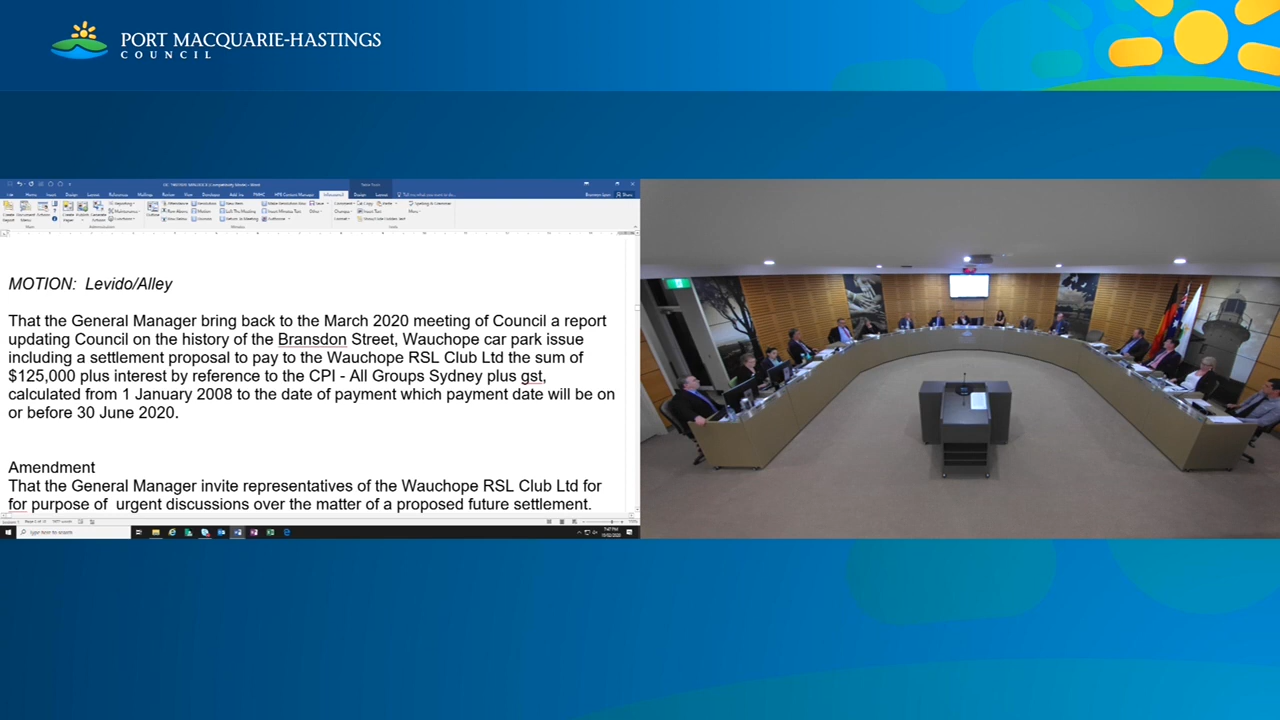 PORT MACQUARIE-HASTINGS
COUNCIL
MOTION: Levido/Alley
That the General Manager bring back to the March 2020 meeting of Council a report
updating Council on the history of the Bransdon Street, Wauchope car park issue
including a settlement proposal to pay to the Wauchope RSL Club Ltd the sum of
$125,000 plus interest by reference to the CPI - All Groups Sydney plus gst,
calculated from 1 January 2008 to the date of payment which payment date will be on
or before 30 June 2020.
Amendment
That the General Manager invite representatives of the Wauchope RSL Club Ltd for
for purpose of urgent discussions over the matter of a proposed future settlement.
Type here to search